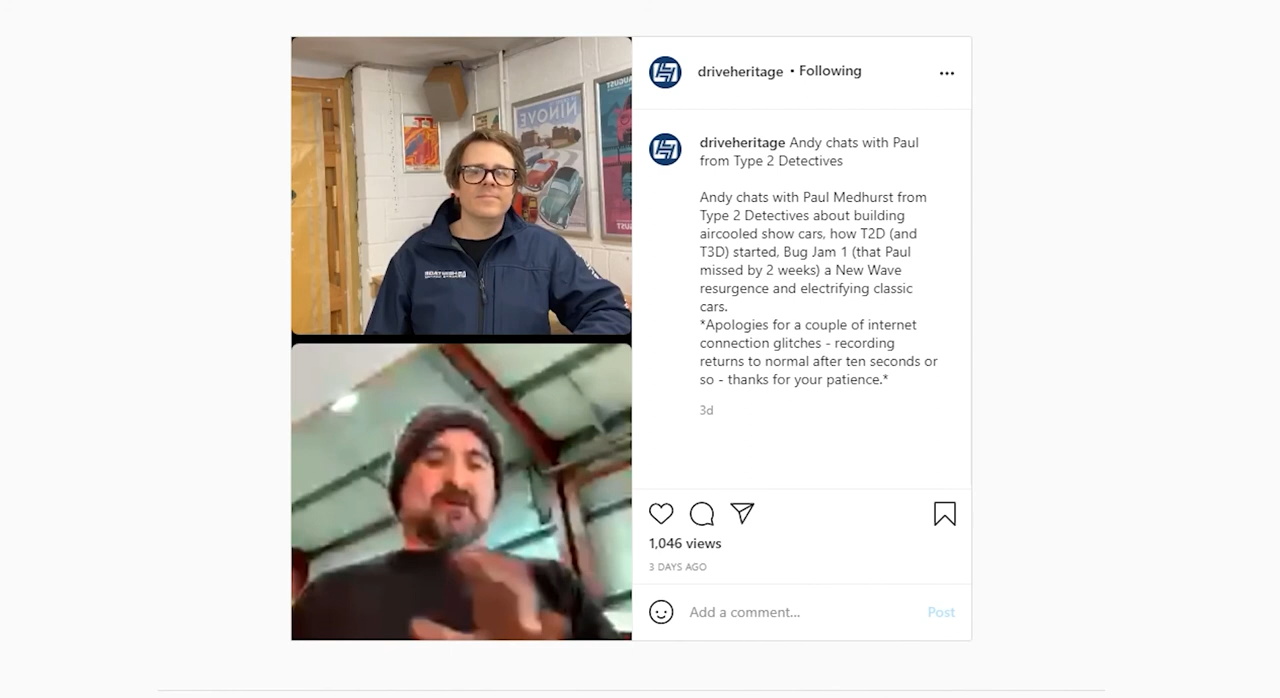 NINOVE
AUGUST
AUGUST
driveheritage • Following
driveheritage Andy chats with Paul
from Type 2 Detectives
Andy chats with Paul Medhurst from
Type 2 Detectives about building
aircooled show cars, how T2D (and
T3D) started, Bug Jam 1 (that Paul
missed by 2 weeks) a New Wave
resurgence and electrifying classic
cars.
*Apologies for a couple of internet
connection glitches - recording
returns to normal after ten seconds or
so - thanks for your patience.*
3d
1,046 views
3 DAYS AGO
Add a comment...
Post